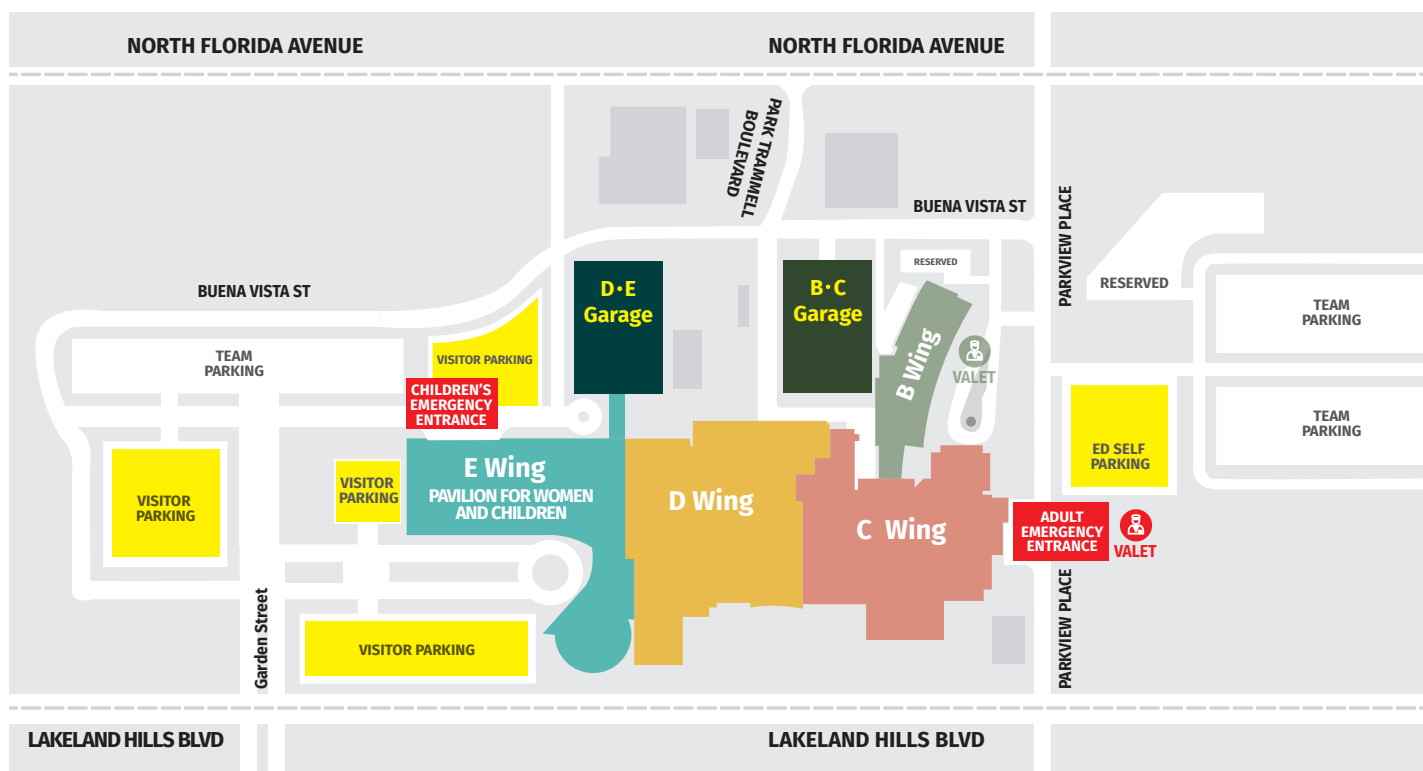 NORTH FLORIDA AVENUE
NORTH FLORIDA AVENUE
PARK TRAMMELL
BOULEVARD
BUENA VISTA ST
PARKVIEW PLACE
RESERVED
RESERVED
BUENA VISTA ST
D•E
Garage
B•C
Garage
TEAM
PARKING
TEAM
PARKING
VISITOR PARKING
B Wing
VALET
CHILDREN'S
EMERGENCY
ENTRANCE
TEAM
PARKING
ED SELF
PARKING
E Wing
PAVILION FOR WOMEN
AND CHILDREN
VISITOR
PARKING
VISITOR
PARKING
D Wing
C Wing
ADULT
EMERGENCY
ENTRANCE
VALET
Garden Street
VISITOR PARKING
PARKVIEW PLACE
LAKELAND HILLS BLVD
LAKELAND HILLS BLVD